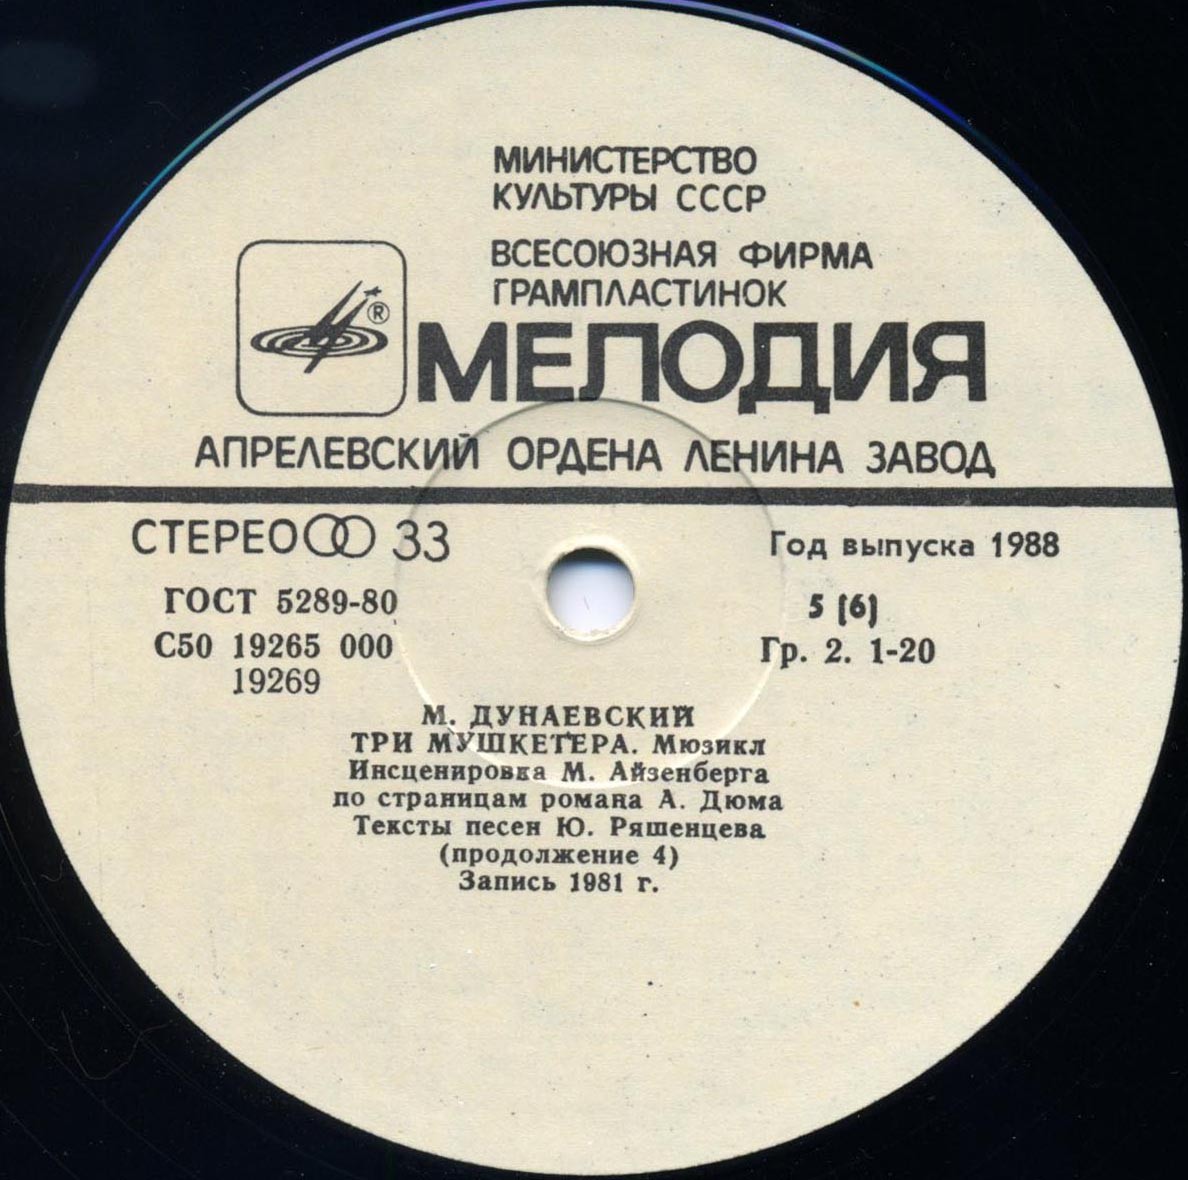 МИНИСТЕРСТВО
КУЛЬТУРЫ СССР
ВСЕСОЮЗНАЯ ФИРМА
ГРАМПЛАСТИНОК
®
МЕЛОДИЯ
АПРЕЛЕВСКИЙ ОРДЕНА ЛЕНИНА ЗАВОД
СТЕРЕО 33
Год выпуска 1988
ГОСТ 5289-80
5 (6)
С50 19265 000
Гр. 2. 1-20
19269
М. ДУНАЕВСКИЙ
ТРИ МУШКЕТЕРА. Мюзикл
Инсценировка М. Айзенберга
по страницам романа А. Дюма
Тексты песен Ю. Ряшенцева
(продолжение 4)
Запись 1981 г.